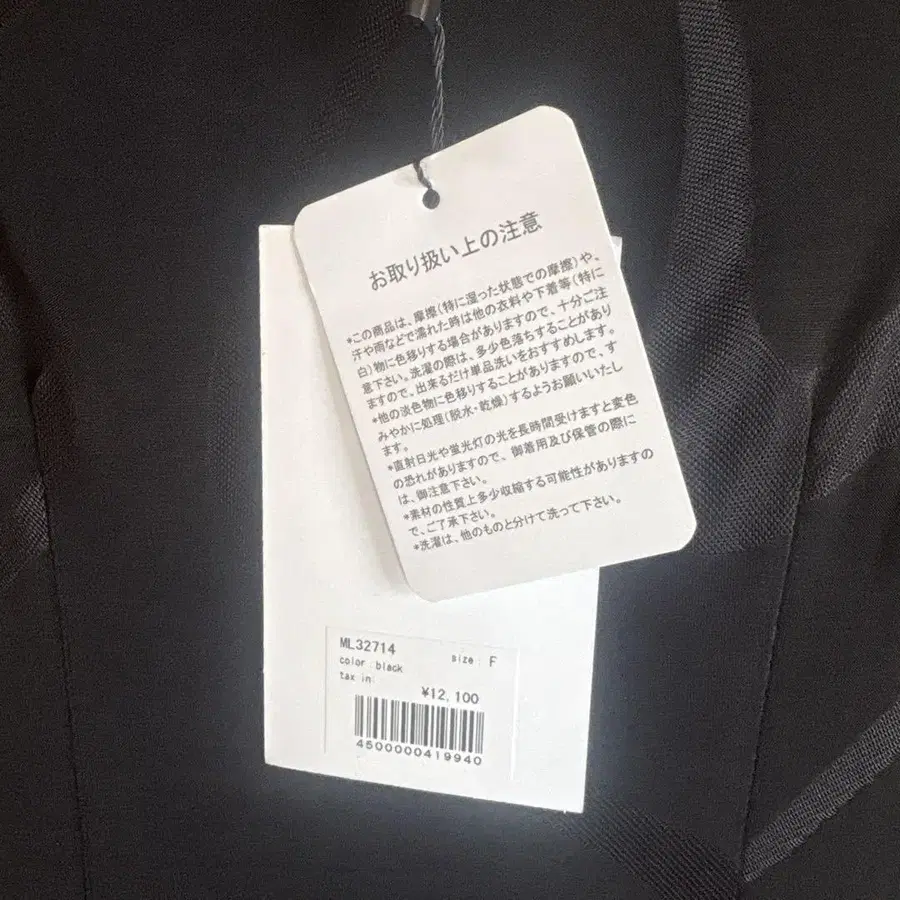 お取り扱い上の注意
*この商品は、摩擦(特に湿った状態での摩擦)や、
汗や雨などで濡れた時は他の衣料や下着等(特に
白)物に色移りする場合がありますので、十分ご注
意下さい。洗濯の際は、多少色落ちすることがあり
ますので、出来るだけ単品洗いをおすすめします。
*他の淡色物に色移りすることがありますので、す
みやかに処理(脱水・乾燥)するようお願いいたし
ます。
*直射日光や蛍光灯の光を長時間受けますと変色
の恐れがありますので、御着用及び保管の際に
は、御注意下さい。
*素材の性質上多少収縮する可能性がありますの
で、ご了承下さい。
*洗濯は、他のものと分けて洗って下さい。
ML32714
color : black size : F
tax in:
¥12,100
4500000419940